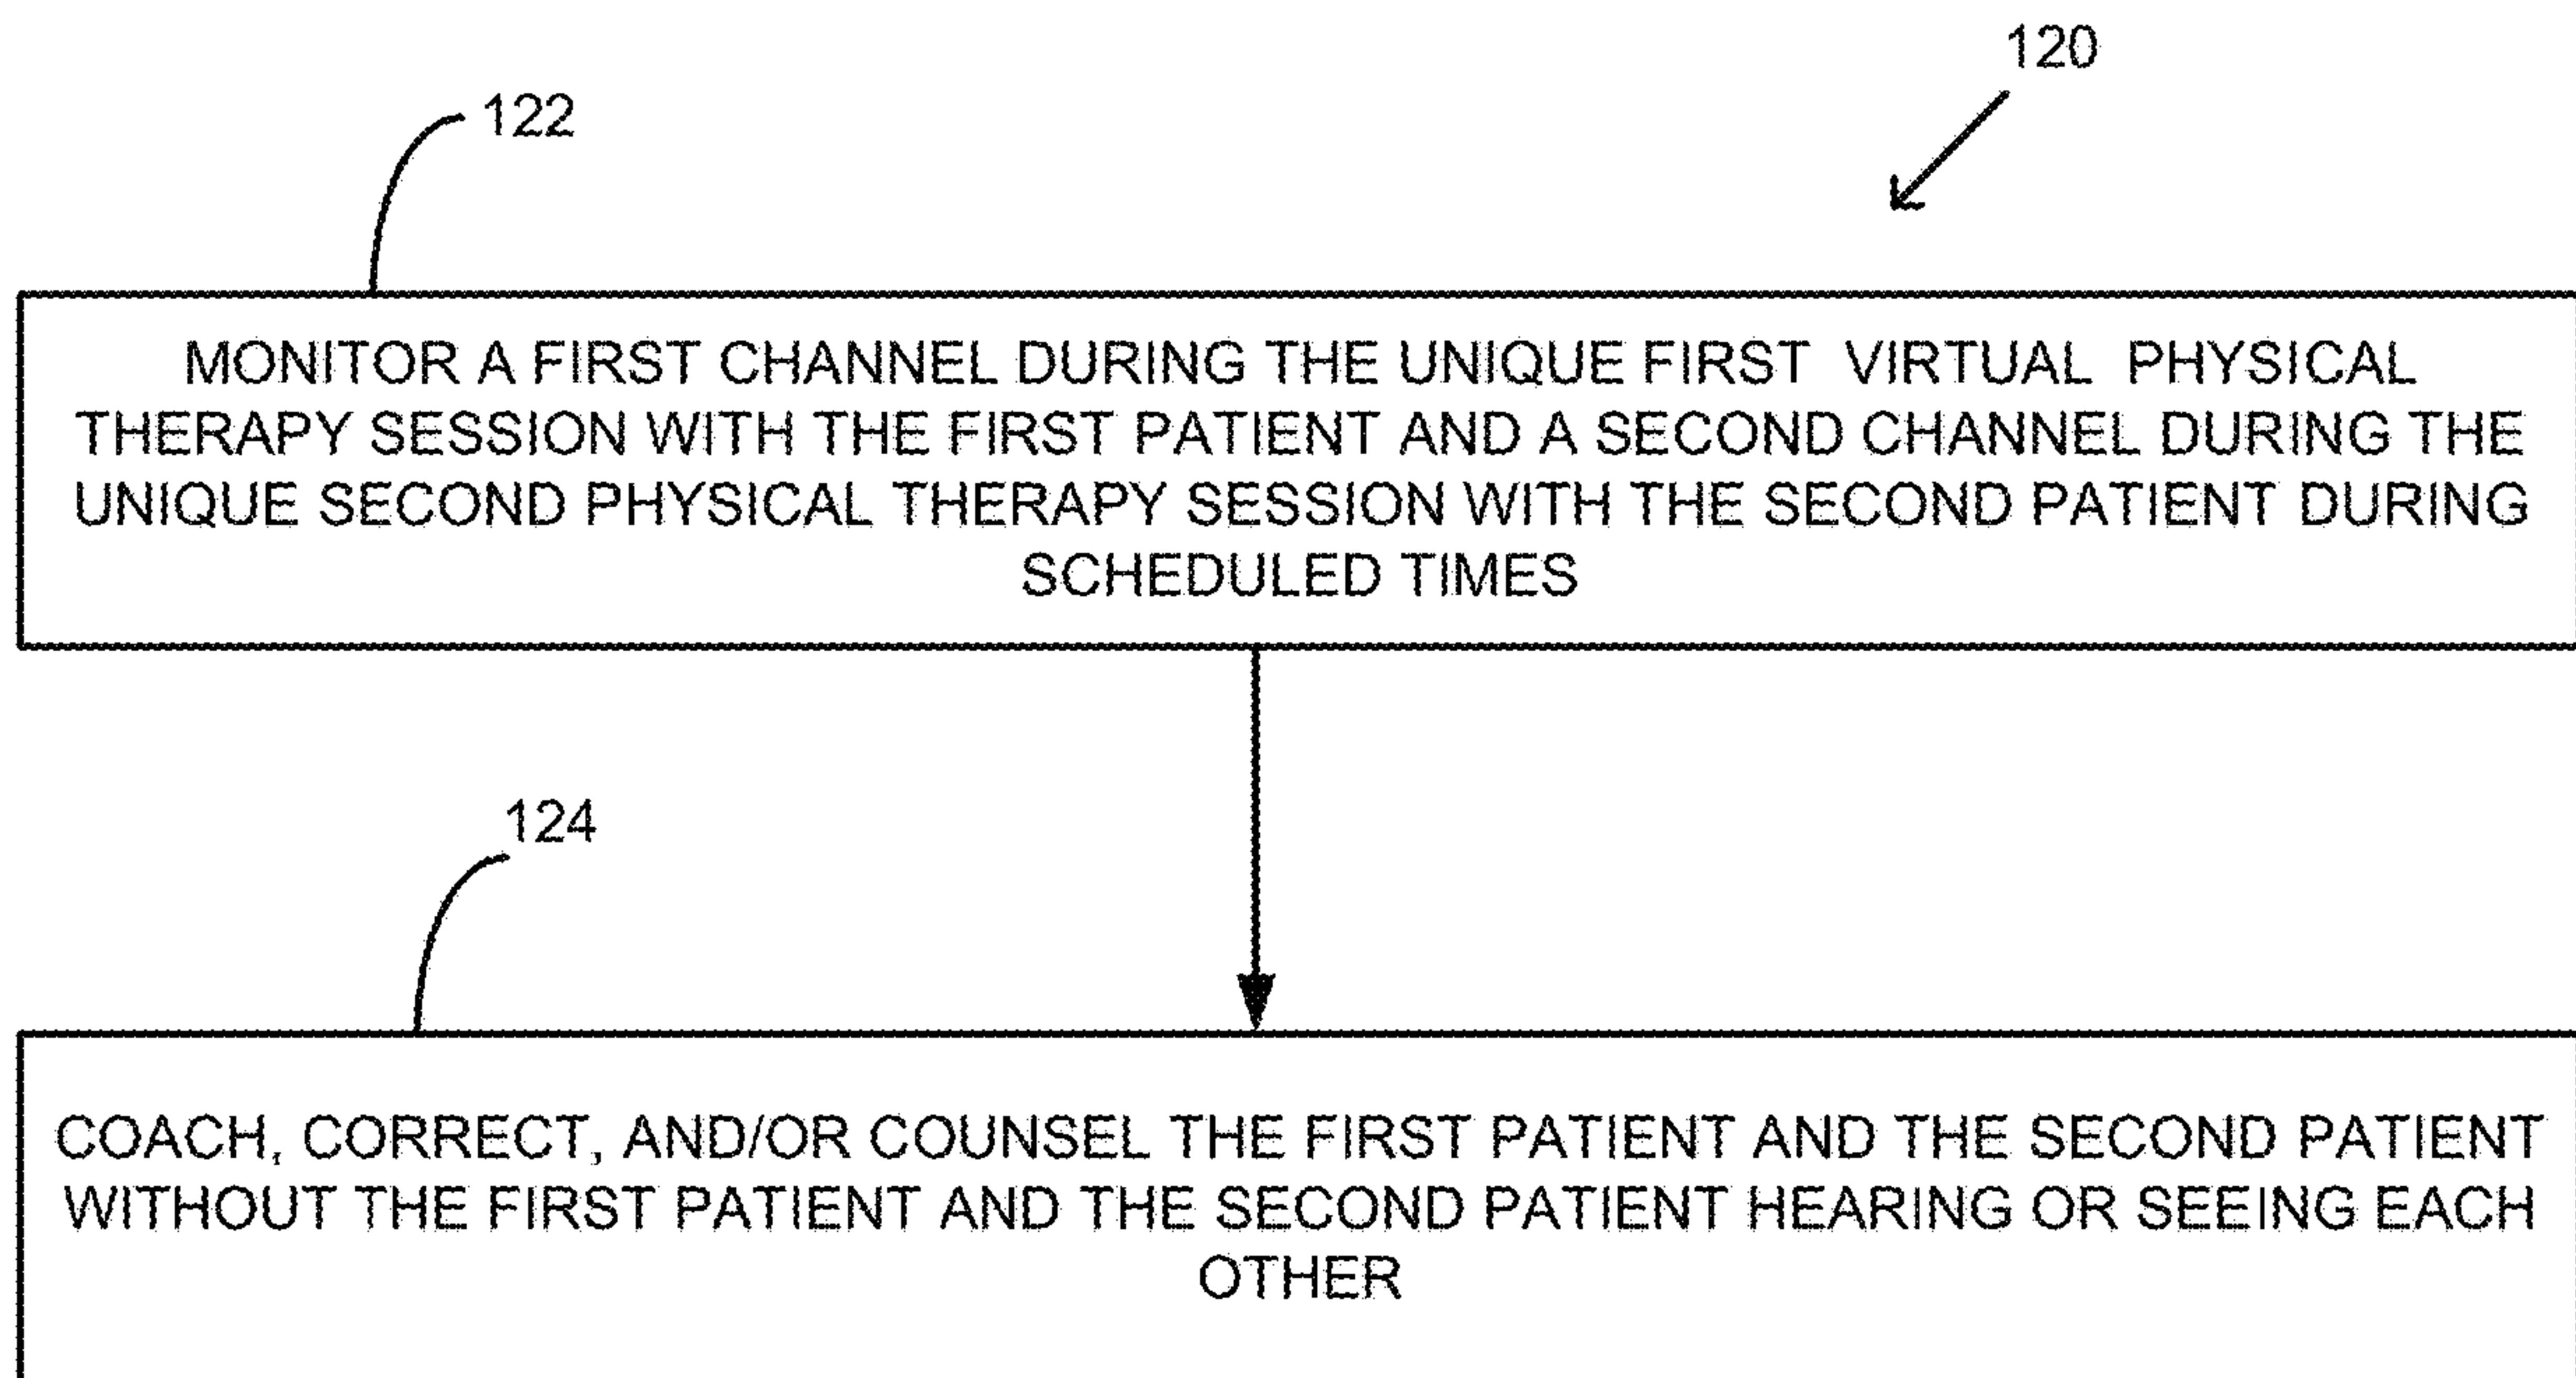 120
122
MONITOR A FIRST CHANNEL DURING THE UNIQUE FIRST VIRTUAL PHYSICAL
THERAPY SESSION WITH THE FIRST PATIENT AND A SECOND CHANNEL DURING THE
UNIQUE SECOND PHYSICAL THERAPY SESSION WITH THE SECOND PATIENT DURING
SCHEDULED TIMES
124
COACH, CORRECT, AND/OR COUNSEL THE FIRST PATIENT AND THE SECOND PATIENT
WITHOUT THE FIRST PATIENT AND THE SECOND PATIENT HEARING OR SEEING EACH
OTHER